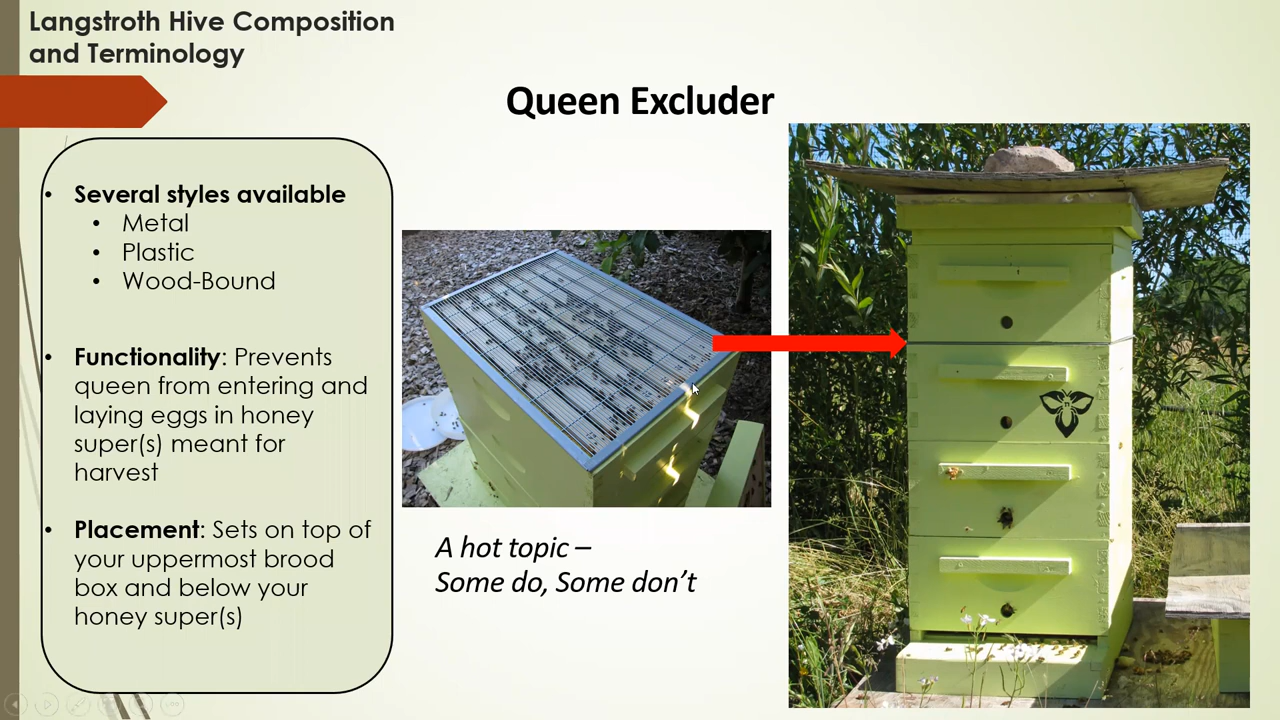 Langstroth Hive Composition
and Terminology
Queen Excluder
• Several styles available
• Metal
• Plastic
• Wood-Bound
• Functionality: Prevents
queen from entering and
laying eggs in honey
super(s) meant for
harvest
• Placement: Sets on top of
your uppermost brood
box and below your
honey super(s)
A hot topic –
Some do, Some don't